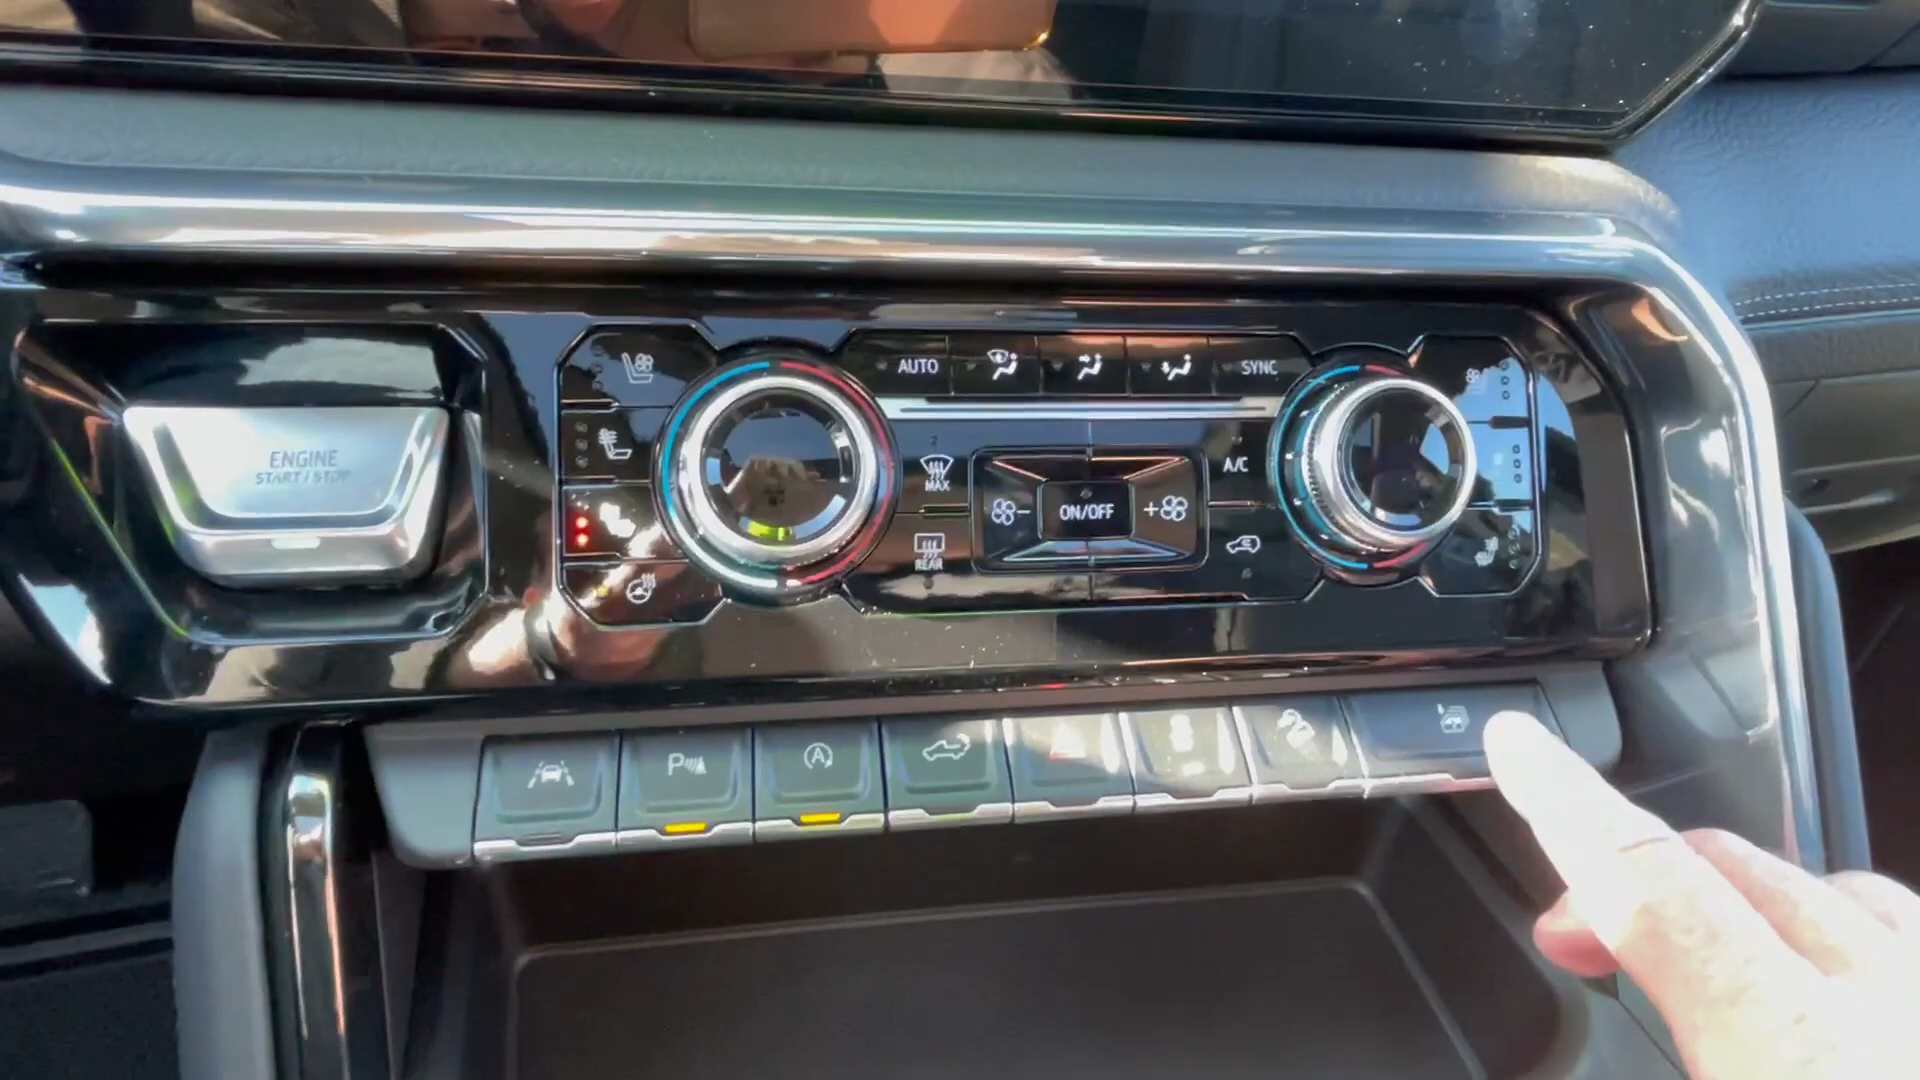 ENGINE
START / STOP
AUTO
SYNC
MAX
A/C
ON/OFF
REAR
P
A